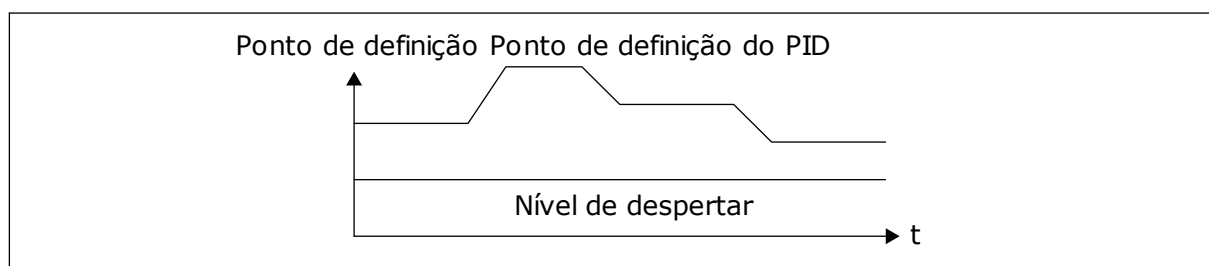 Ponto de definição Ponto de definição do PID
Nível de despertar
t